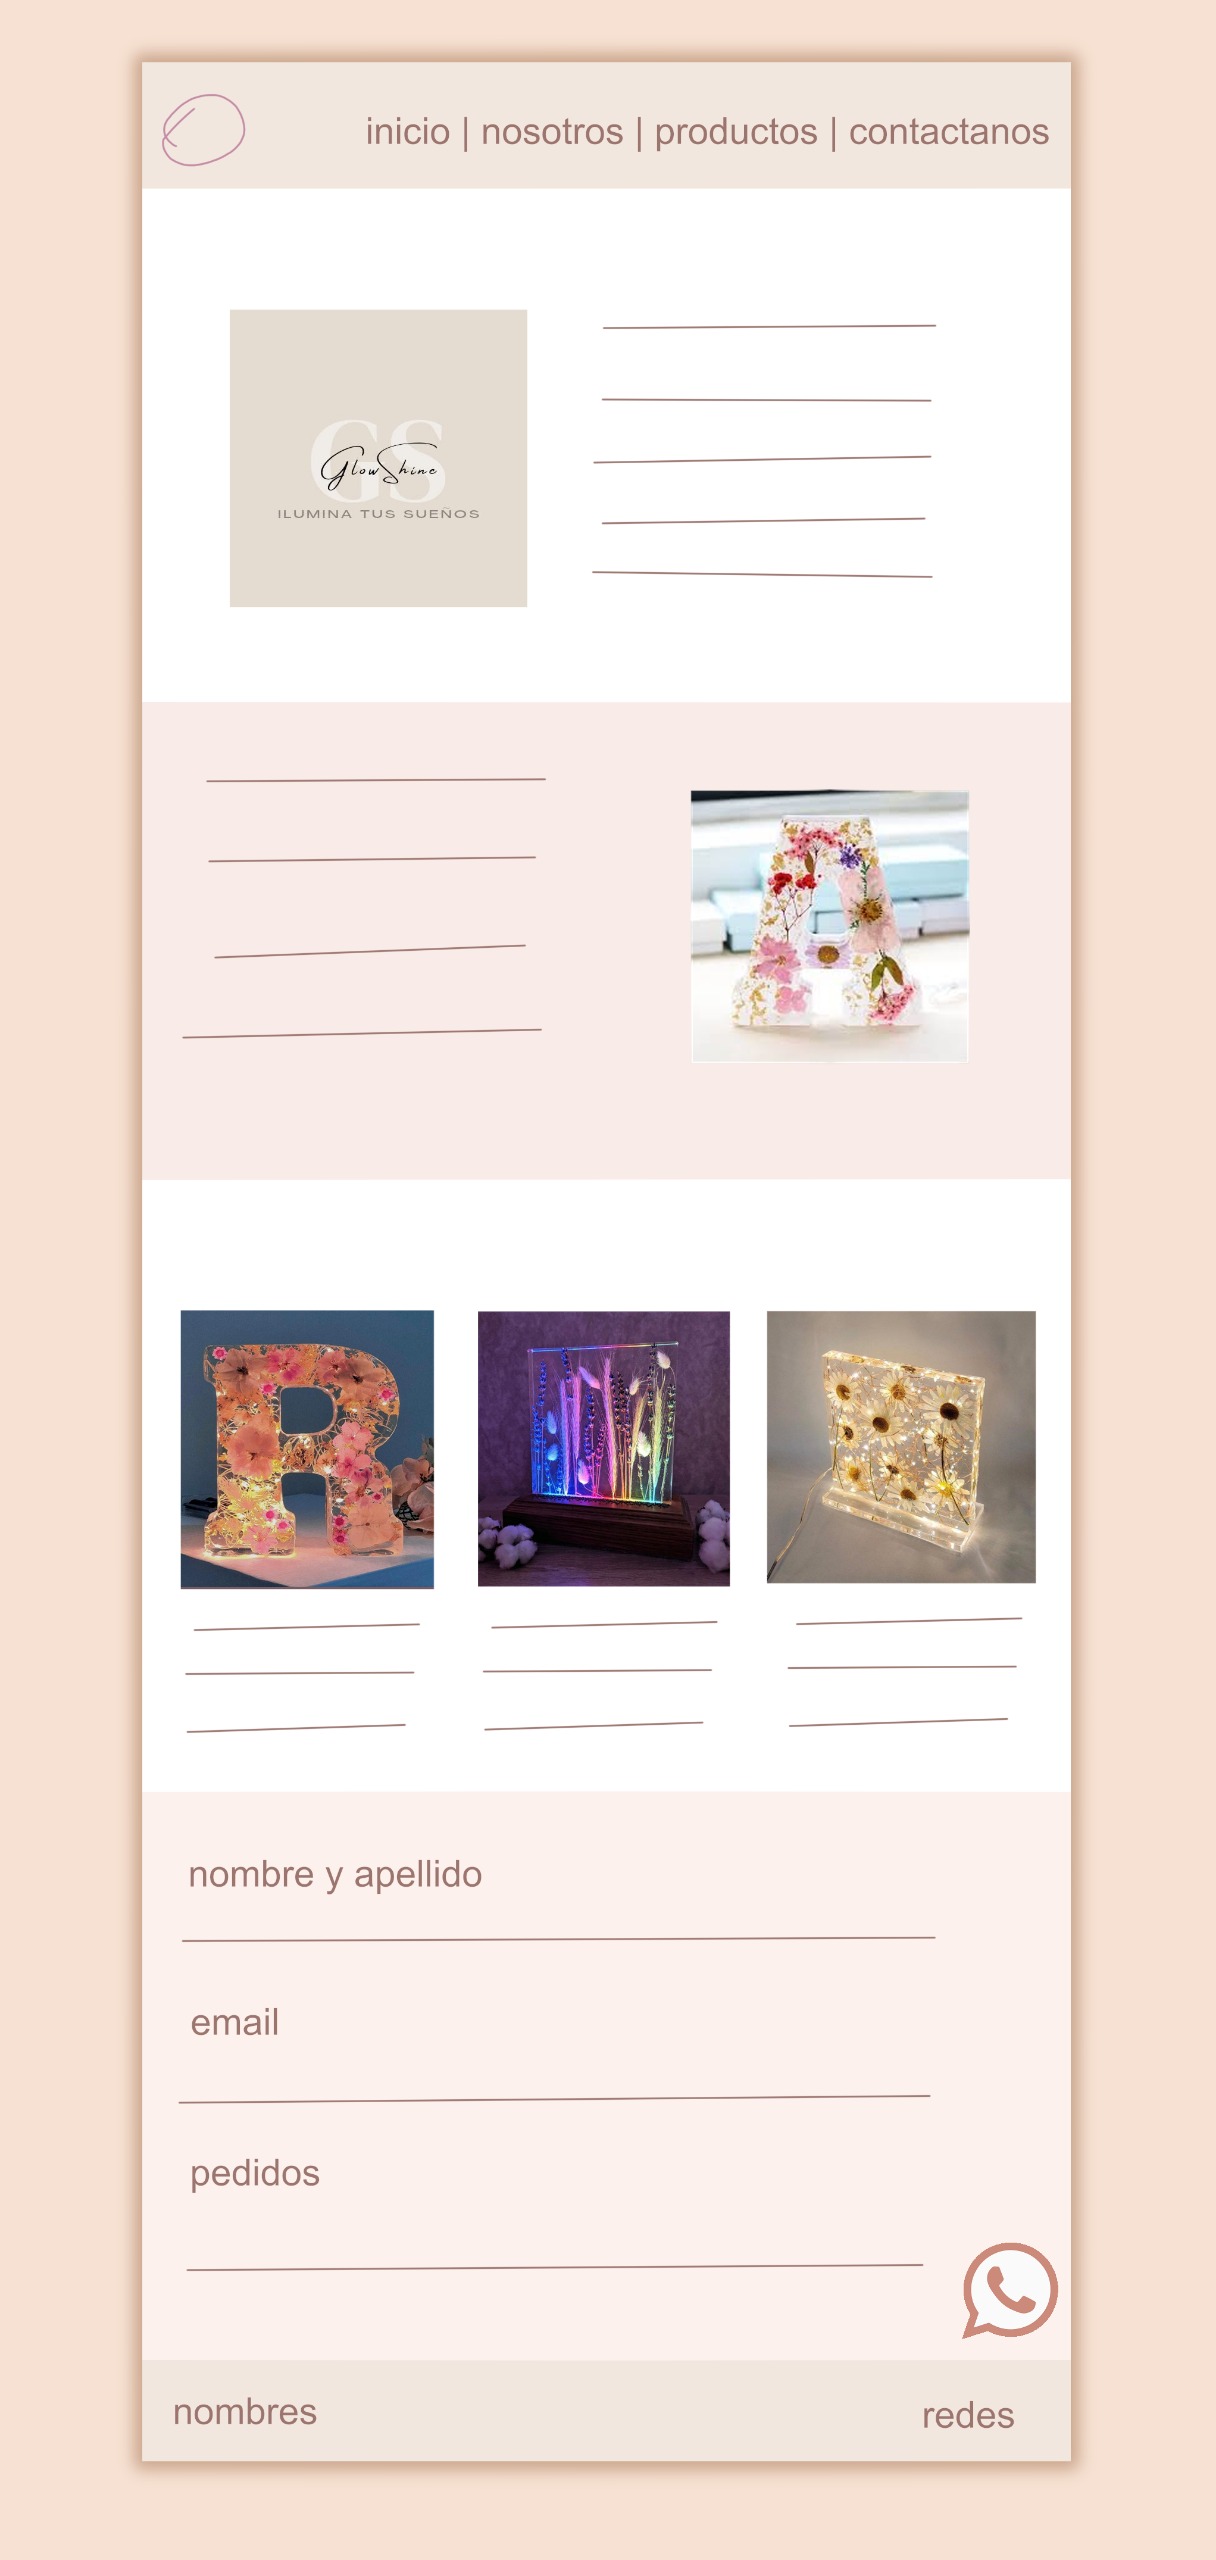 inicio | nosotros | productos | contactanos
GS
GlowShine
ILUMINA TUS SUEÑOS
nombre y apellido
email
pedidos
nombres
redes